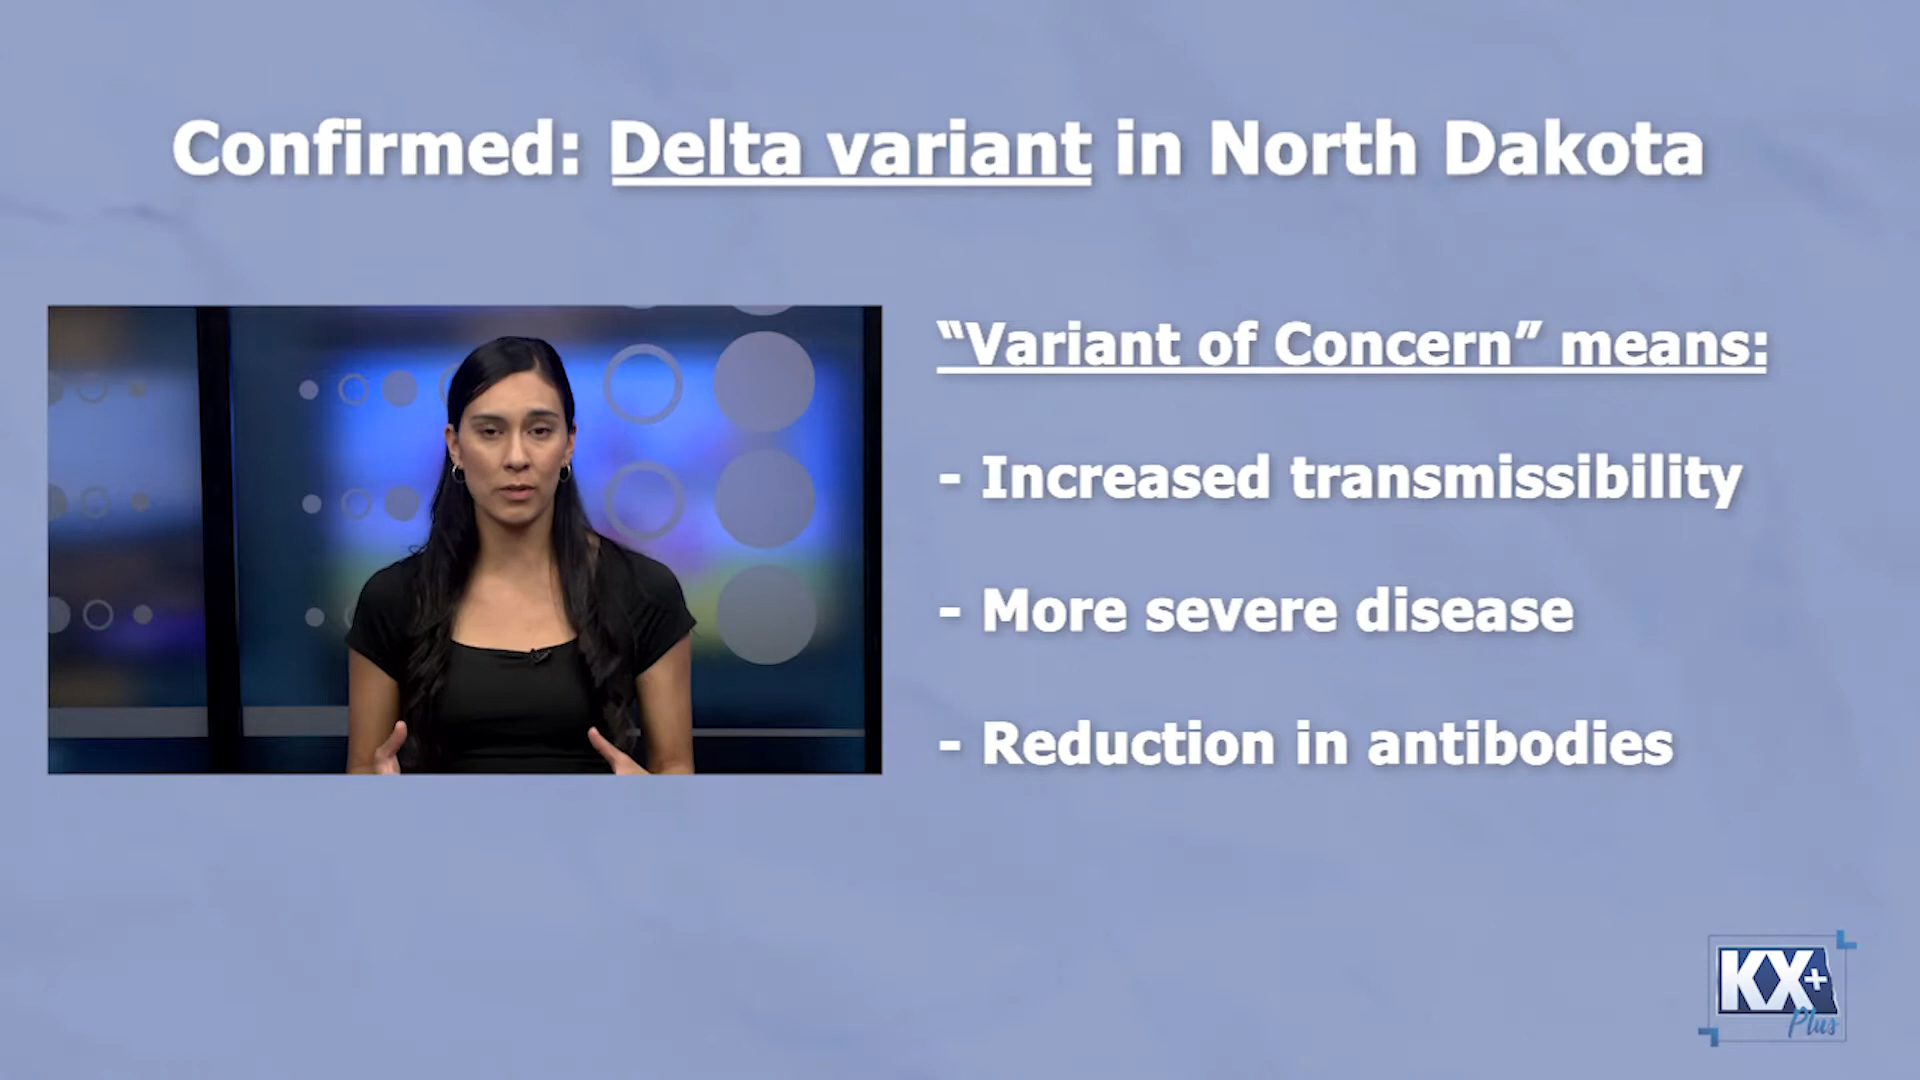 Confirmed: Delta variant in North Dakota
“Variant of Concern” means:
- Increased transmissibility
- More severe disease
- Reduction in antibodies
KX+
Plus